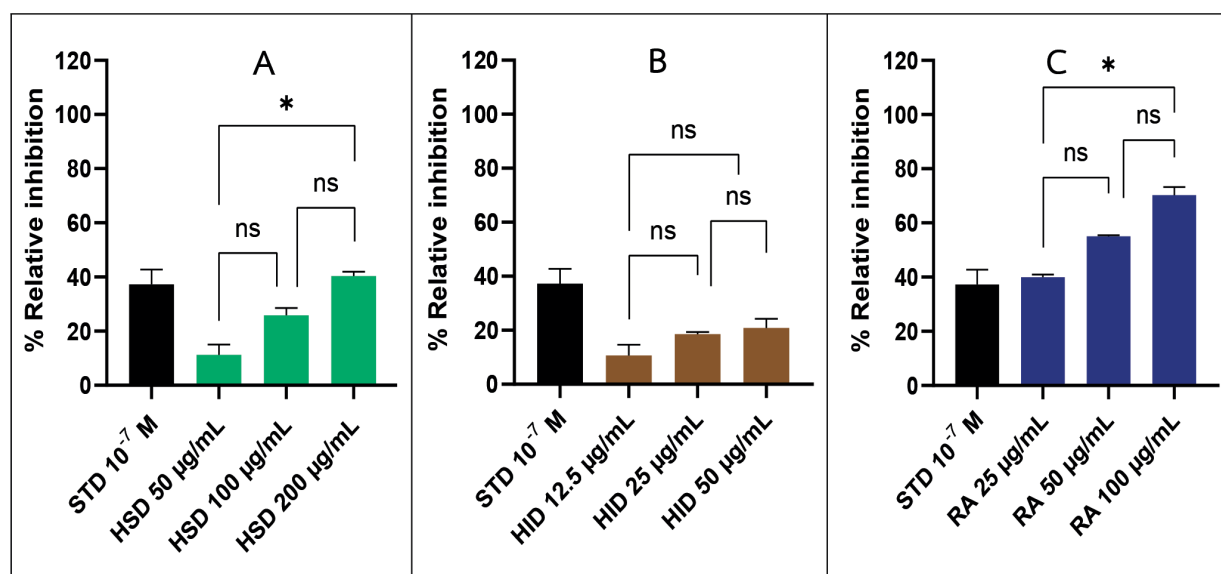 A
% Relative inhibition
120
100
80
60
40
20
0
*
ns
ns
STD 10⁻⁷ M
HSD 50 µg/mL
HSD 100 µg/mL
HSD 200 µg/mL
B
% Relative inhibition
120
100
80
60
40
20
0
ns
ns
ns
STD 10⁻⁷ M
HID 12.5 µg/mL
HID 25 µg/mL
HID 50 µg/mL
C
% Relative inhibition
120
100
80
60
40
20
0
*
ns
ns
STD 10⁻⁷ M
RA 25 µg/mL
RA 50 µg/mL
RA 100 µg/mL